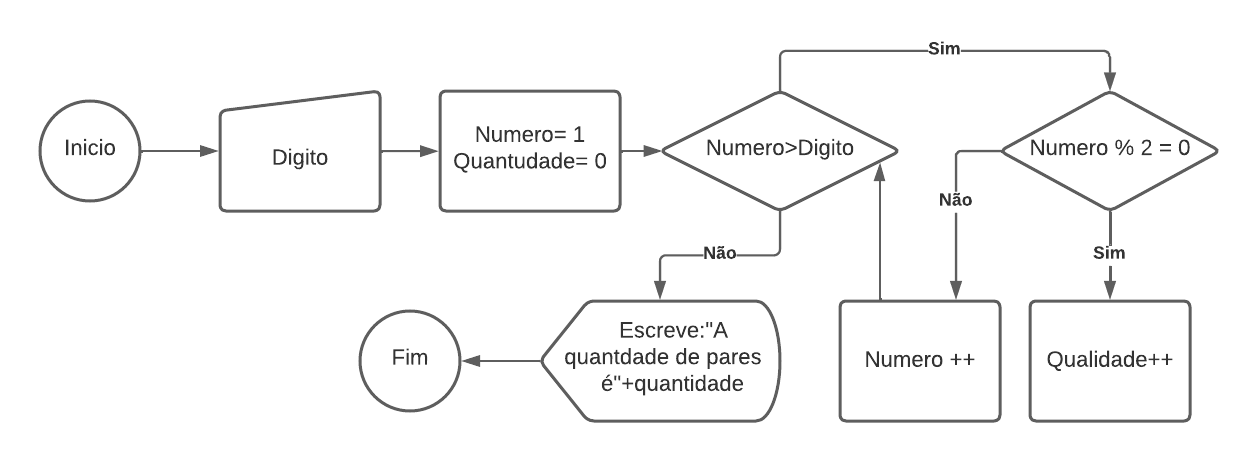 Inicio
Digito
Numero= 1
Quantudade= 0
Numero>Digito
Sim
Numero % 2 = 0
Não
Sim
Não
Numero ++
Qualidade++
Escreve:"A
quantdade de pares
é"+quantidade
Fim